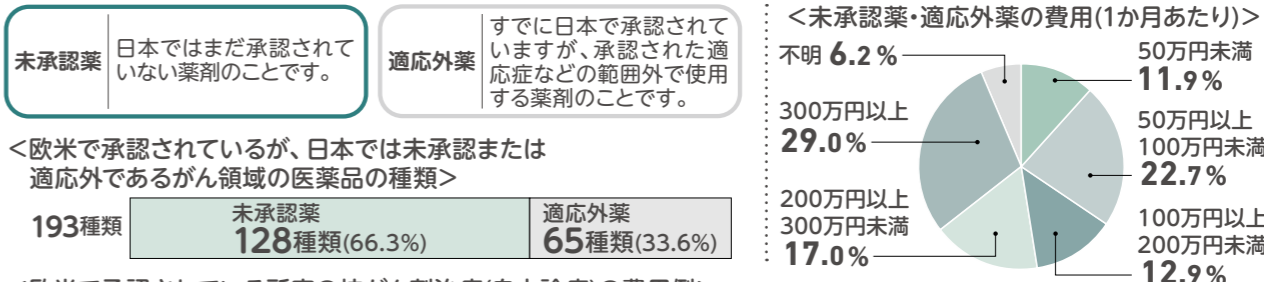 未承認薬
日本ではまだ承認されて
いない薬剤のことです。
適応外薬
すでに日本で承認されて
いますが、承認された適
応症などの範囲外で使用
する薬剤のことです。
<欧米で承認されているが、日本では未承認または
適応外であるがん領域の医薬品の種類>
193種類
未承認薬
128種類(66.3%)
適応外薬
65種類(33.6%)
<未承認薬・適応外薬の費用(1か月あたり)>
不明 6.2%
300万円以上
29.0%
200万円以上
300万円未満
17.0%
50万円未満
11.9%
50万円以上
100万円未満
22.7%
100万円以上
200万円未満
12.9%